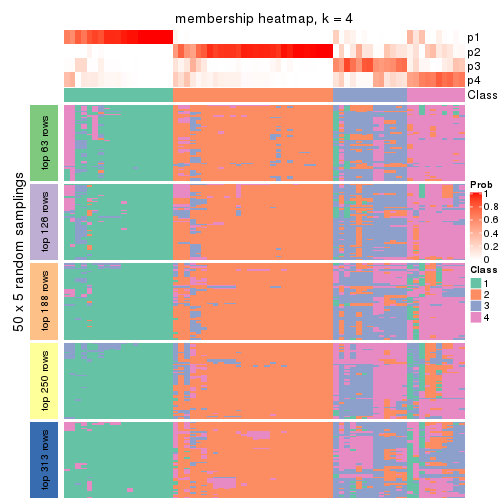 membership heatmap, k = 4
p1
p2
p3
p4
Class
50 x 5 random samplings
top 63 rows
top 126 rows
top 188 rows
top 250 rows
top 313 rows
Prob
1
0.8
0.6
0.4
0.2
0
Class
1
2
3
4